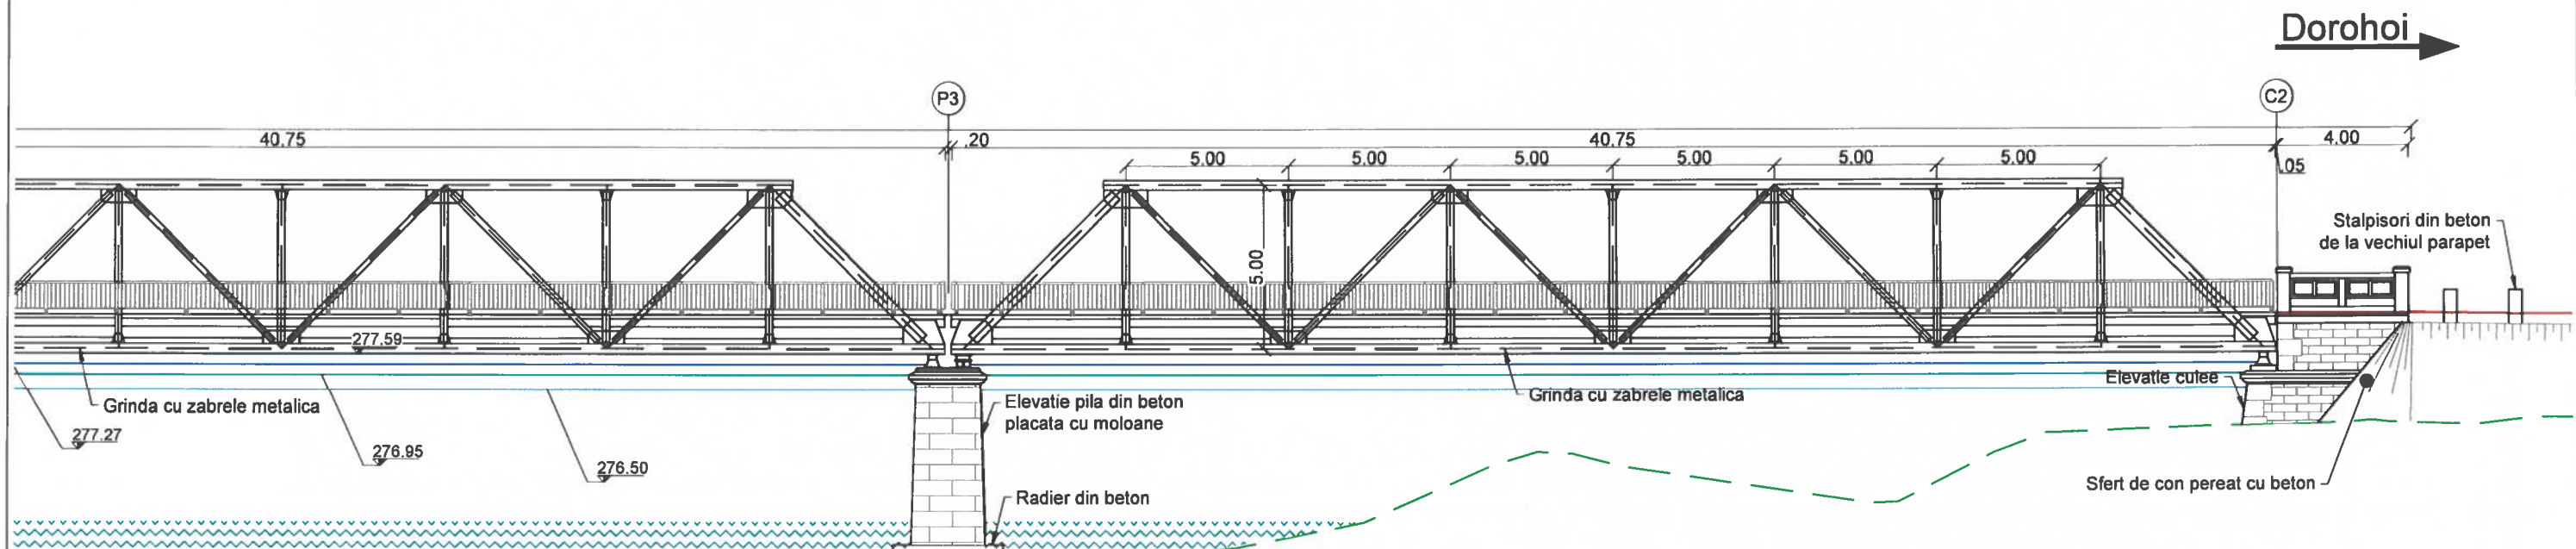 Dorohoi
P3
C2
40.75
.20
40.75
4.00
5.00
5.00
5.00
5.00
5.00
5.00
.05
Stalpisori din beton
de la vechiul parapet
5.00
277.59
Grinda cu zabrele metalica
Elevatie pila din beton
placata cu moloane
Grinda cu zabrele metalica
Elevatie culee
277.27
276.95
276.50
Sfert de con pereat cu beton
Radier din beton